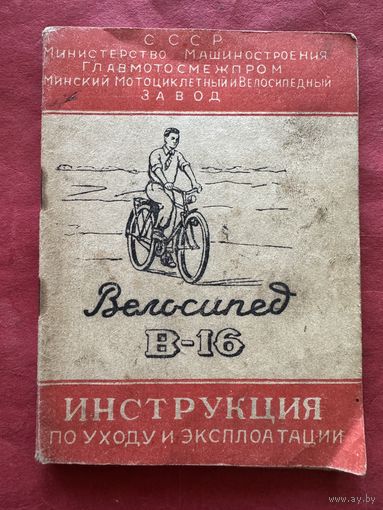 СССР
Министерство Машиностроения
Главмотосмежпром
Минский Мотоциклетный и Велосипедный
Завод
Велосипед
В-16
ИНСТРУКЦИЯ
ПО УХОДУ И ЭКСПЛОАТАЦИИ
www.ay.by